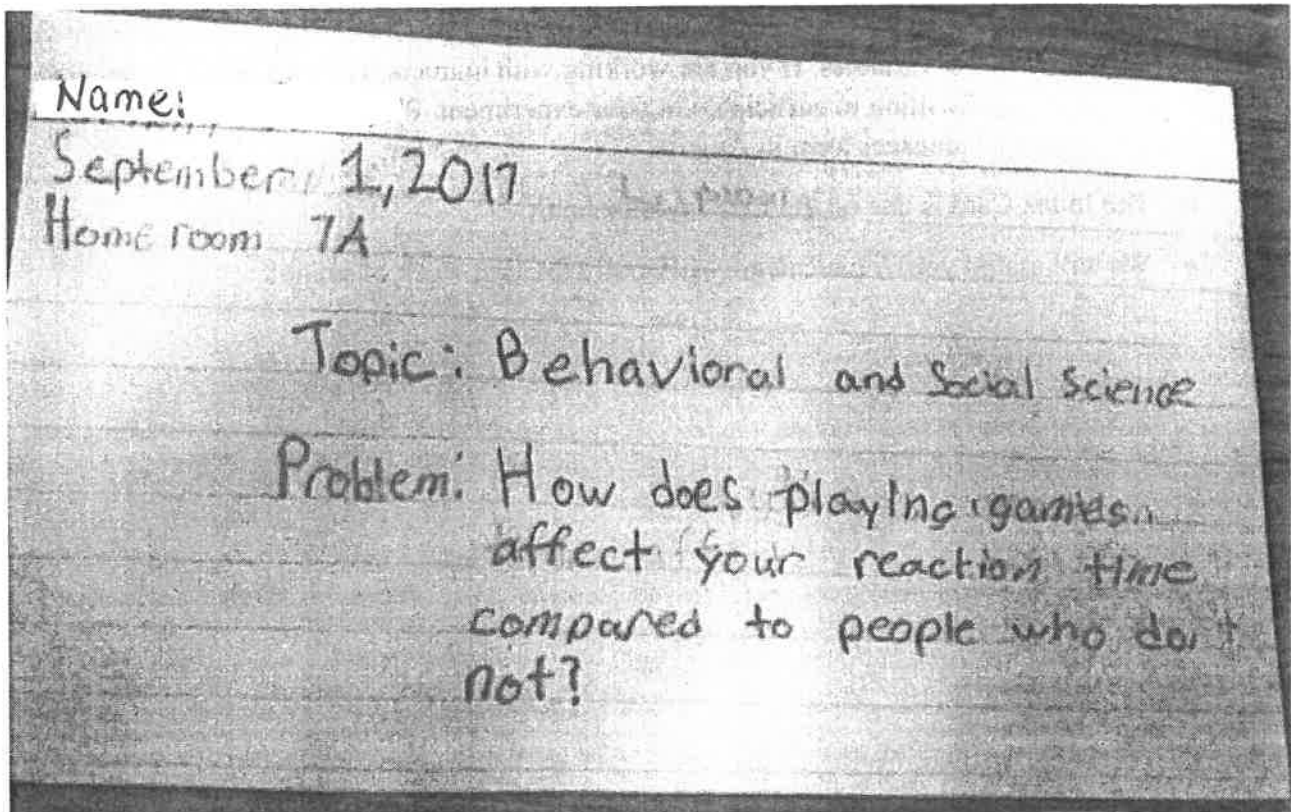 Name:
September 1, 2017
Home room 7A
Topic: Behavioral and Social Science
Problem: How does playing games
affect your reaction time
compared to people who
not?